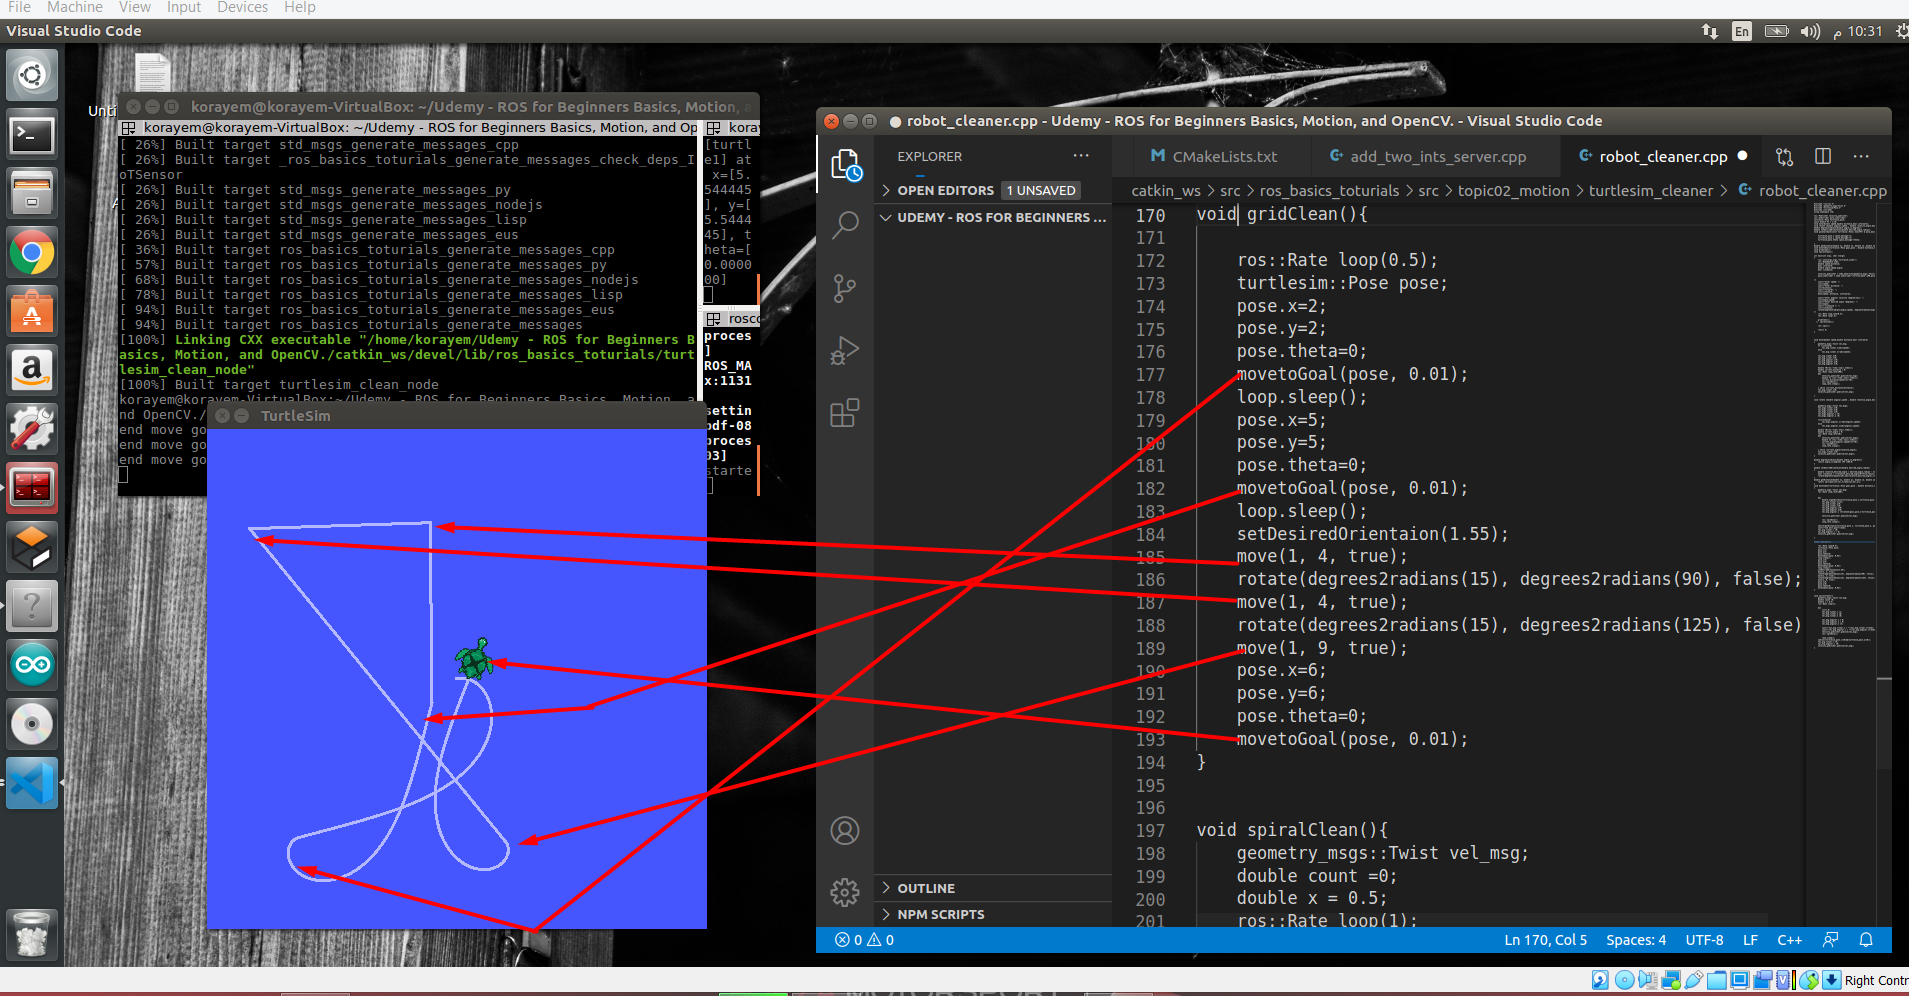 File Machine View Input Devices Help
Visual Studio Code
En
م 10:31
Unti
korayem@korayem-VirtualBox: ~/Udemy - ROS for Beginners Basics, Motion, a
korayem@korayem-VirtualBox: ~/Udemy - ROS for Beginners Basics, Motion, and Op
[ 26%] Built target std_msgs_generate_messages_cpp
[ 26%] Built target _ros_basics_toturials_generate_messages_check_deps_I
oTSensor
[ 26%] Built target std_msgs_generate_messages_py
[ 26%] Built target std_msgs_generate_messages_nodejs
[ 26%] Built target std_msgs_generate_messages_lisp
[ 26%] Built target std_msgs_generate_messages_eus
[ 36%] Built target ros_basics_toturials_generate_messages_cpp
[ 57%] Built target ros_basics_toturials_generate_messages_py
[ 68%] Built target ros_basics_toturials_generate_messages_nodejs
[ 78%] Built target ros_basics_toturials_generate_messages_lisp
[ 94%] Built target ros_basics_toturials_generate_messages_eus
[ 94%] Built target ros_basics_toturials_generate_messages
[100%] Linking CXX executable "/home/korayem/Udemy - ROS for Beginners B
asics, Motion, and OpenCV./catkin_ws/devel/lib/ros_basics_toturials/turt
lesim_clean_node"
[100%] Built target turtlesim_clean_node
korayem@korayem-VirtualBox:~/Udemy - ROS for Beginners Basics, Motion, a
nd OpenCV./
end move go
end move go
end move go
kora
[turtl
e1] at
x=[5.
544445
], y=[
5.5444
45], t
heta=[
0.0000
00]
rosco
proces
]
ROS_MA
x:1131
settin
pdf-08
proces
03]
starte
TurtleSim
robot_cleaner.cpp - Udemy - ROS for Beginners Basics, Motion, and OpenCV. - Visual Studio Code
EXPLORER
OPEN EDITORS 1 UNSAVED
UDEMY - ROS FOR BEGINNERS ...
OUTLINE
NPM SCRIPTS
M CMakeLists.txt
add_two_ints_server.cpp
robot_cleaner.cpp
catkin_ws > src > ros_basics_toturials > src > topic02_motion > turtlesim_cleaner > robot_cleaner.cpp
170 void gridClean(){
171
172 ros::Rate loop(0.5);
173 turtlesim::Pose pose;
174 pose.x=2;
175 pose.y=2;
176 pose.theta=0;
177 movetoGoal(pose, 0.01);
178 loop.sleep();
179 pose.x=5;
180 pose.y=5;
181 pose.theta=0;
182 movetoGoal(pose, 0.01);
183 loop.sleep();
184 setDesiredOrientaion(1.55);
185 move(1, 4, true);
186 rotate(degrees2radians(15), degrees2radians(90), false);
187 move(1, 4, true);
188 rotate(degrees2radians(15), degrees2radians(125), false)
189 move(1, 9, true);
190 pose.x=6;
191 pose.y=6;
192 pose.theta=0;
193 movetoGoal(pose, 0.01);
194 }
195
196
197 void spiralClean(){
198 geometry_msgs::Twist vel_msg;
199 double count =0;
200 double x = 0.5;
201 ros::Rate loop(1);
0 0
Ln 170, Col 5 Spaces: 4 UTF-8 LF C++
Right Contr